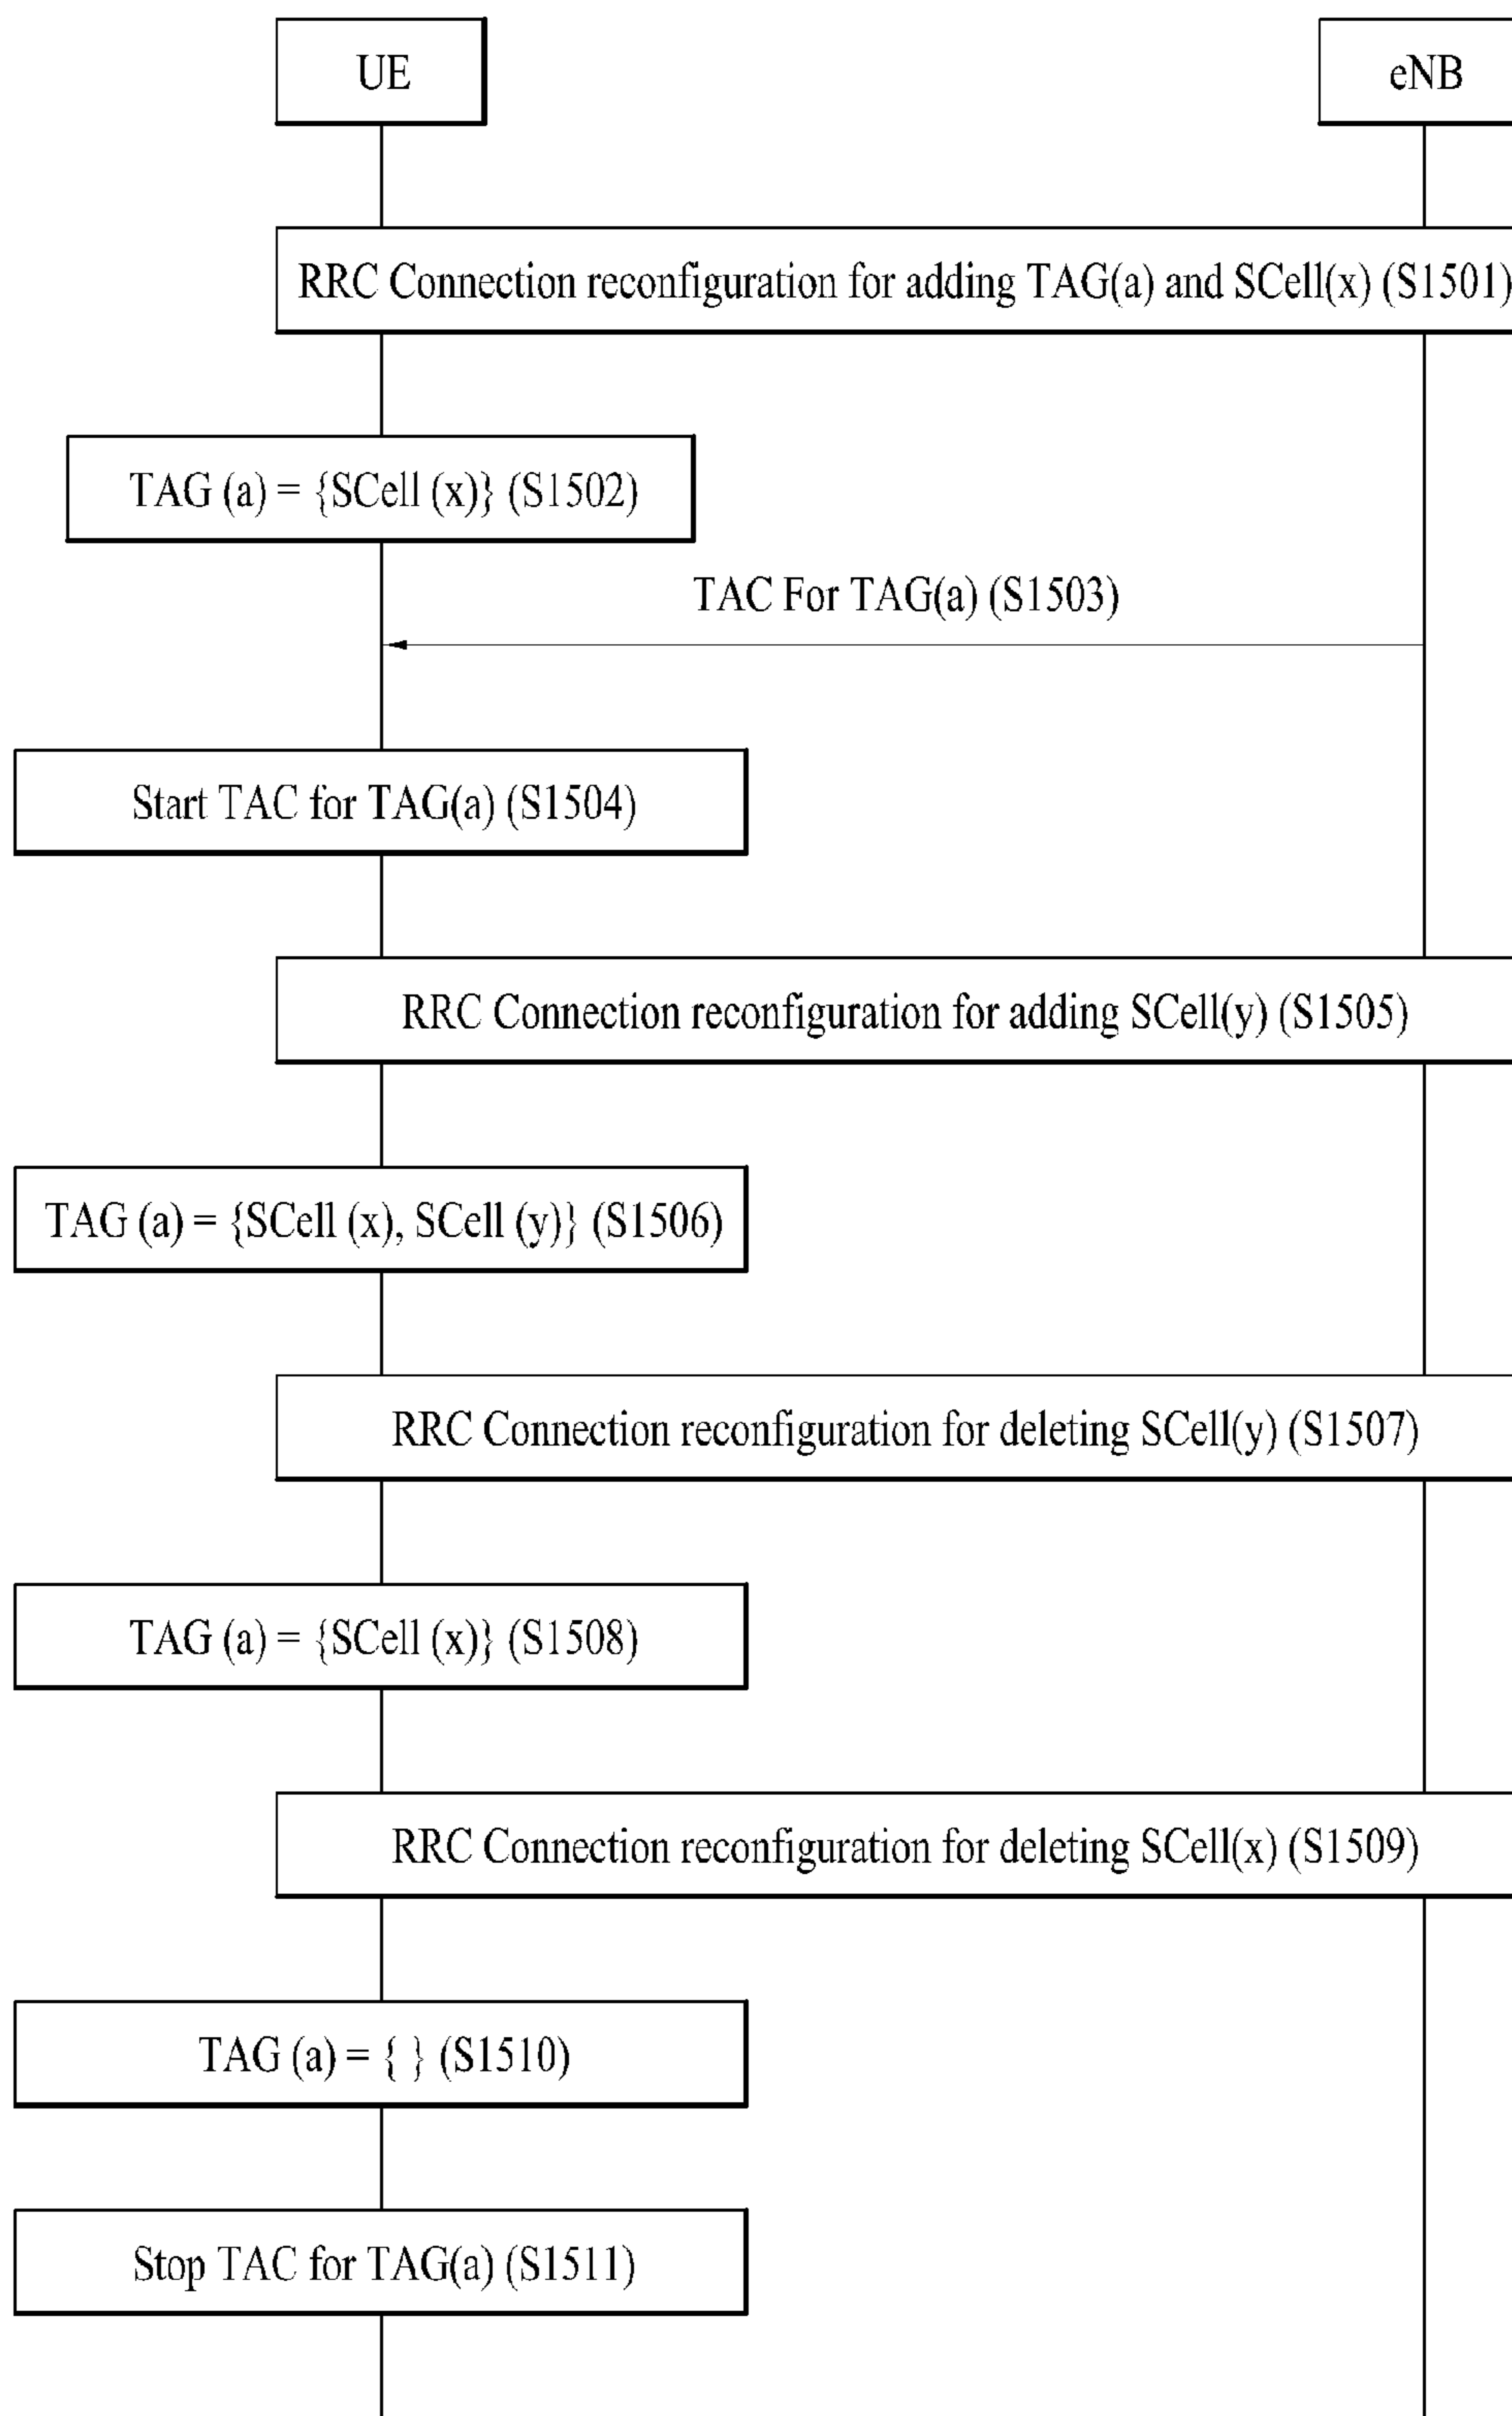 UE
eNB
RRC Connection reconfiguration for adding TAG(a) and SCell(x) (S1501)
TAG (a) = {SCell (x)} (S1502)
TAC For TAG(a) (S1503)
Start TAC for TAG(a) (S1504)
RRC Connection reconfiguration for adding SCell(y) (S1505)
TAG (a) = {SCell (x), SCell (y)} (S1506)
RRC Connection reconfiguration for deleting SCell(y) (S1507)
TAG (a) = {SCell (x)} (S1508)
RRC Connection reconfiguration for deleting SCell(x) (S1509)
TAG (a) = { } (S1510)
Stop TAC for TAG(a) (S1511)